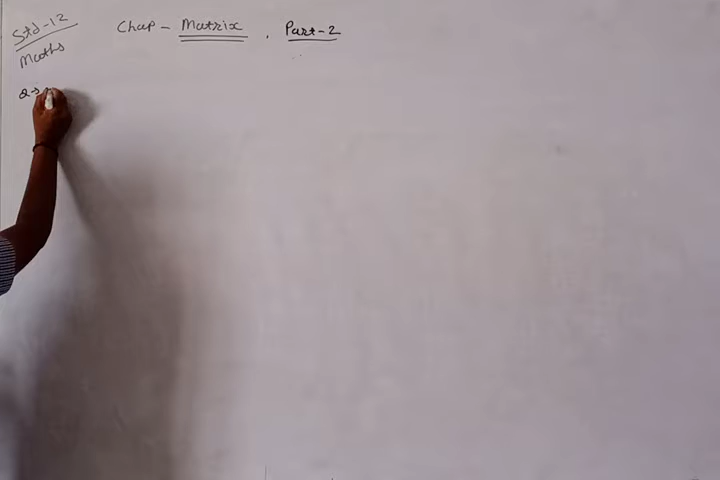 Std-12
Chap - Matrix . Part-2
Maths
Q→